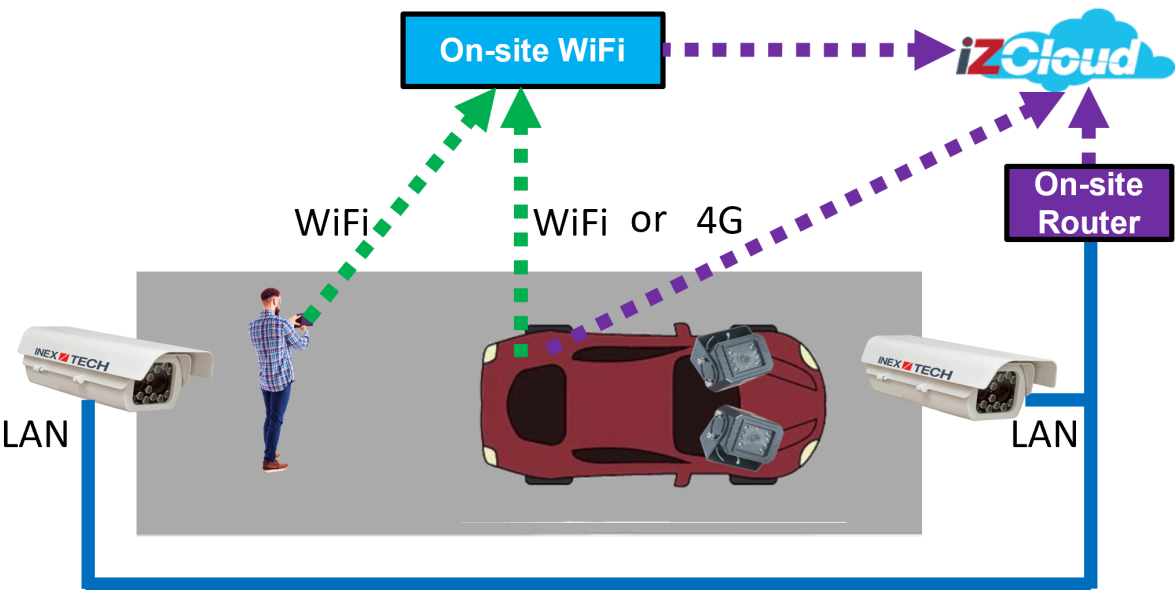 On-site WiFi
iZCloud
On-site
Router
WiFi
WiFi or 4G
INEX TECH
INEX TECH
LAN
LAN